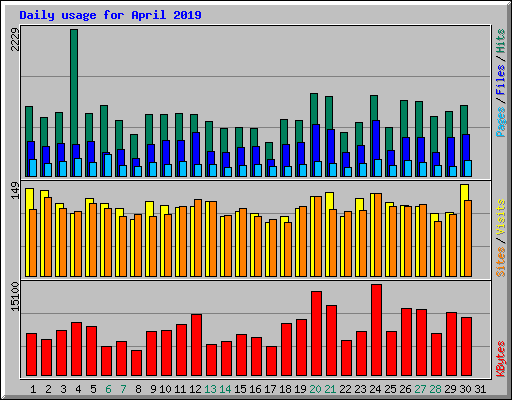 Daily usage for April 2019
2229
Pages / Files / Hits
149
Sites / Visits
15100
KBytes
1 2 3 4 5 6 7 8 9 10 11 12 13 14 15 16 17 18 19 20 21 22 23 24 25 26 27 28 29 30 31